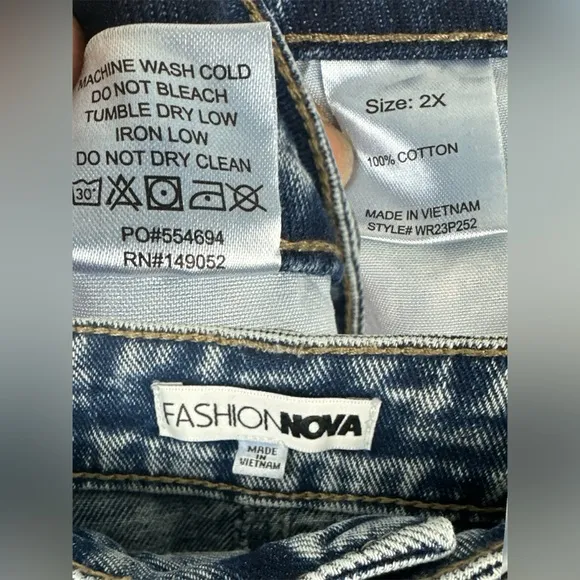 MACHINE WASH COLD
DO NOT BLEACH
TUMBLE DRY LOW
IRON LOW
DO NOT DRY CLEAN
30°
PO#554694
RN#149052
Size: 2X
100% COTTON
MADE IN VIETNAM
STYLE# WR23P252
FASHIONNOVA
MADE
IN
VIETNAM